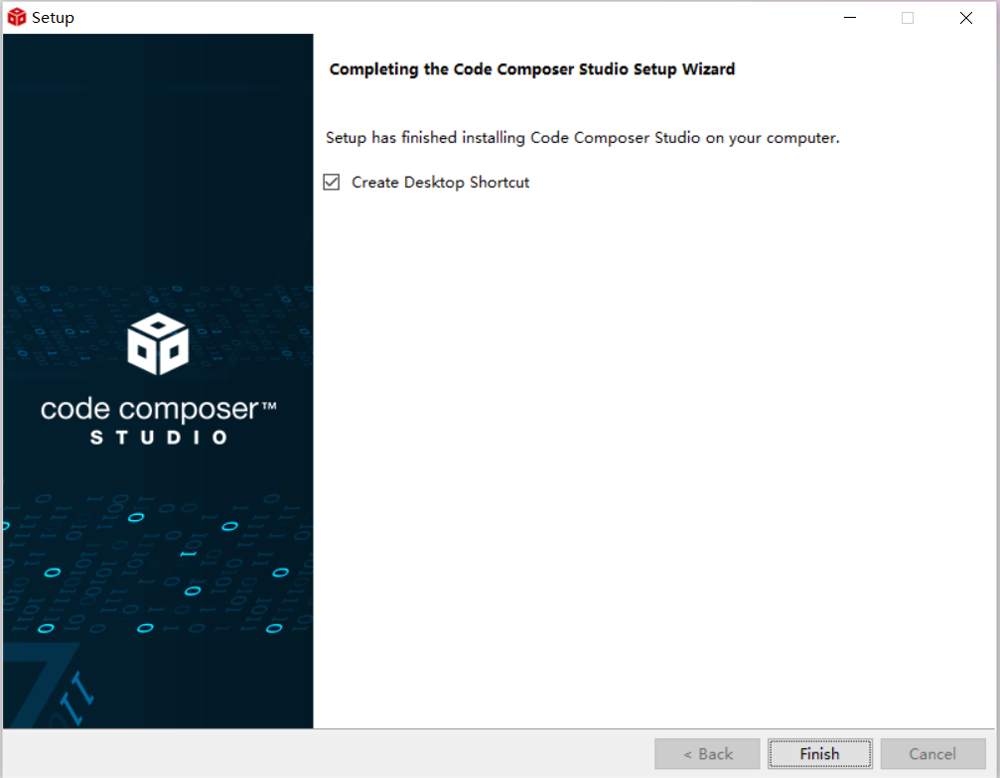 Setup
Completing the Code Composer Studio Setup Wizard
Setup has finished installing Code Composer Studio on your computer.
Create Desktop Shortcut
code composer™
STUDIO
< Back
Finish
Cancel